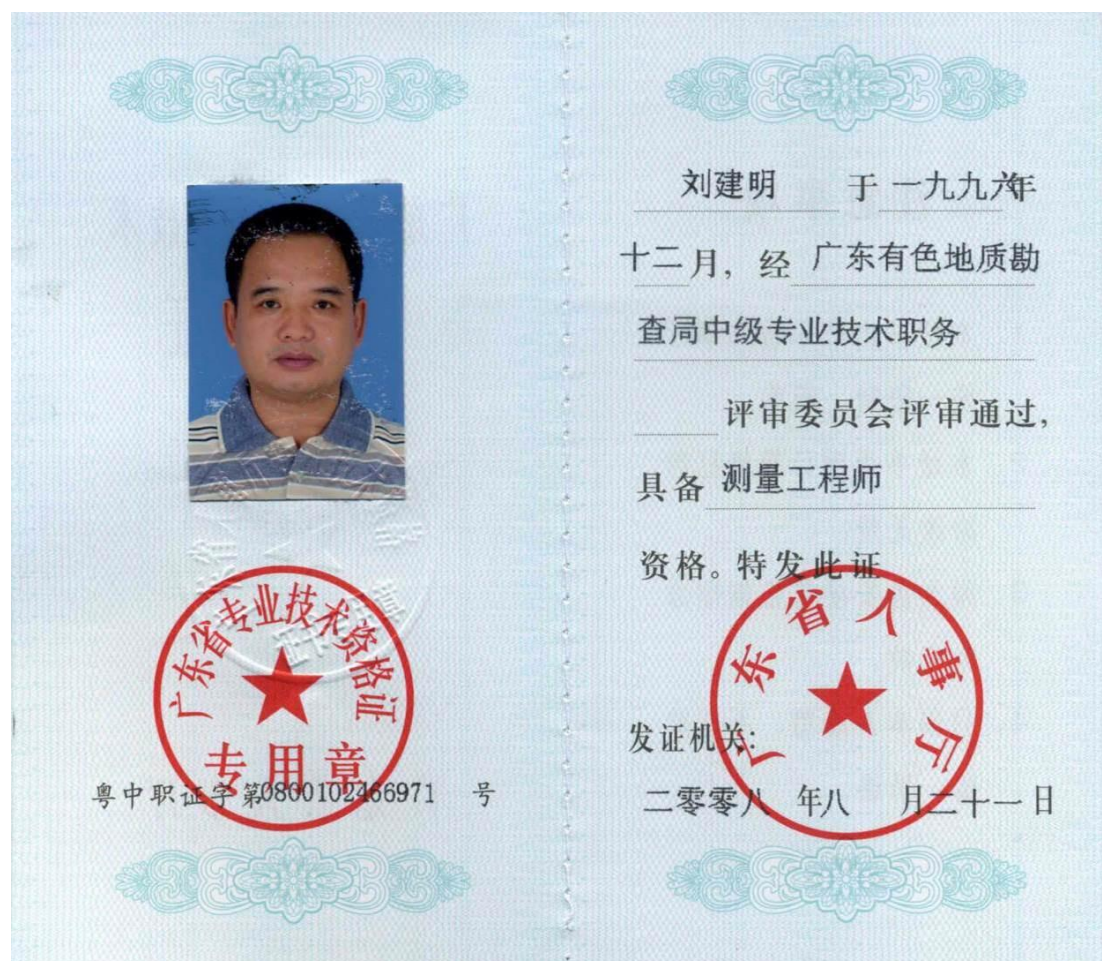 广东省专业技术资格证
专用章
粤中职证字第0800102466971 号
刘建明 于 一九九六年
十二月, 经 广东有色地质勘
查局中级专业技术职务
评审委员会评审通过,
具备 测量工程师
资格。特发此证
广东省人事厅
发证机关:
二零零八 年八 月二十一日